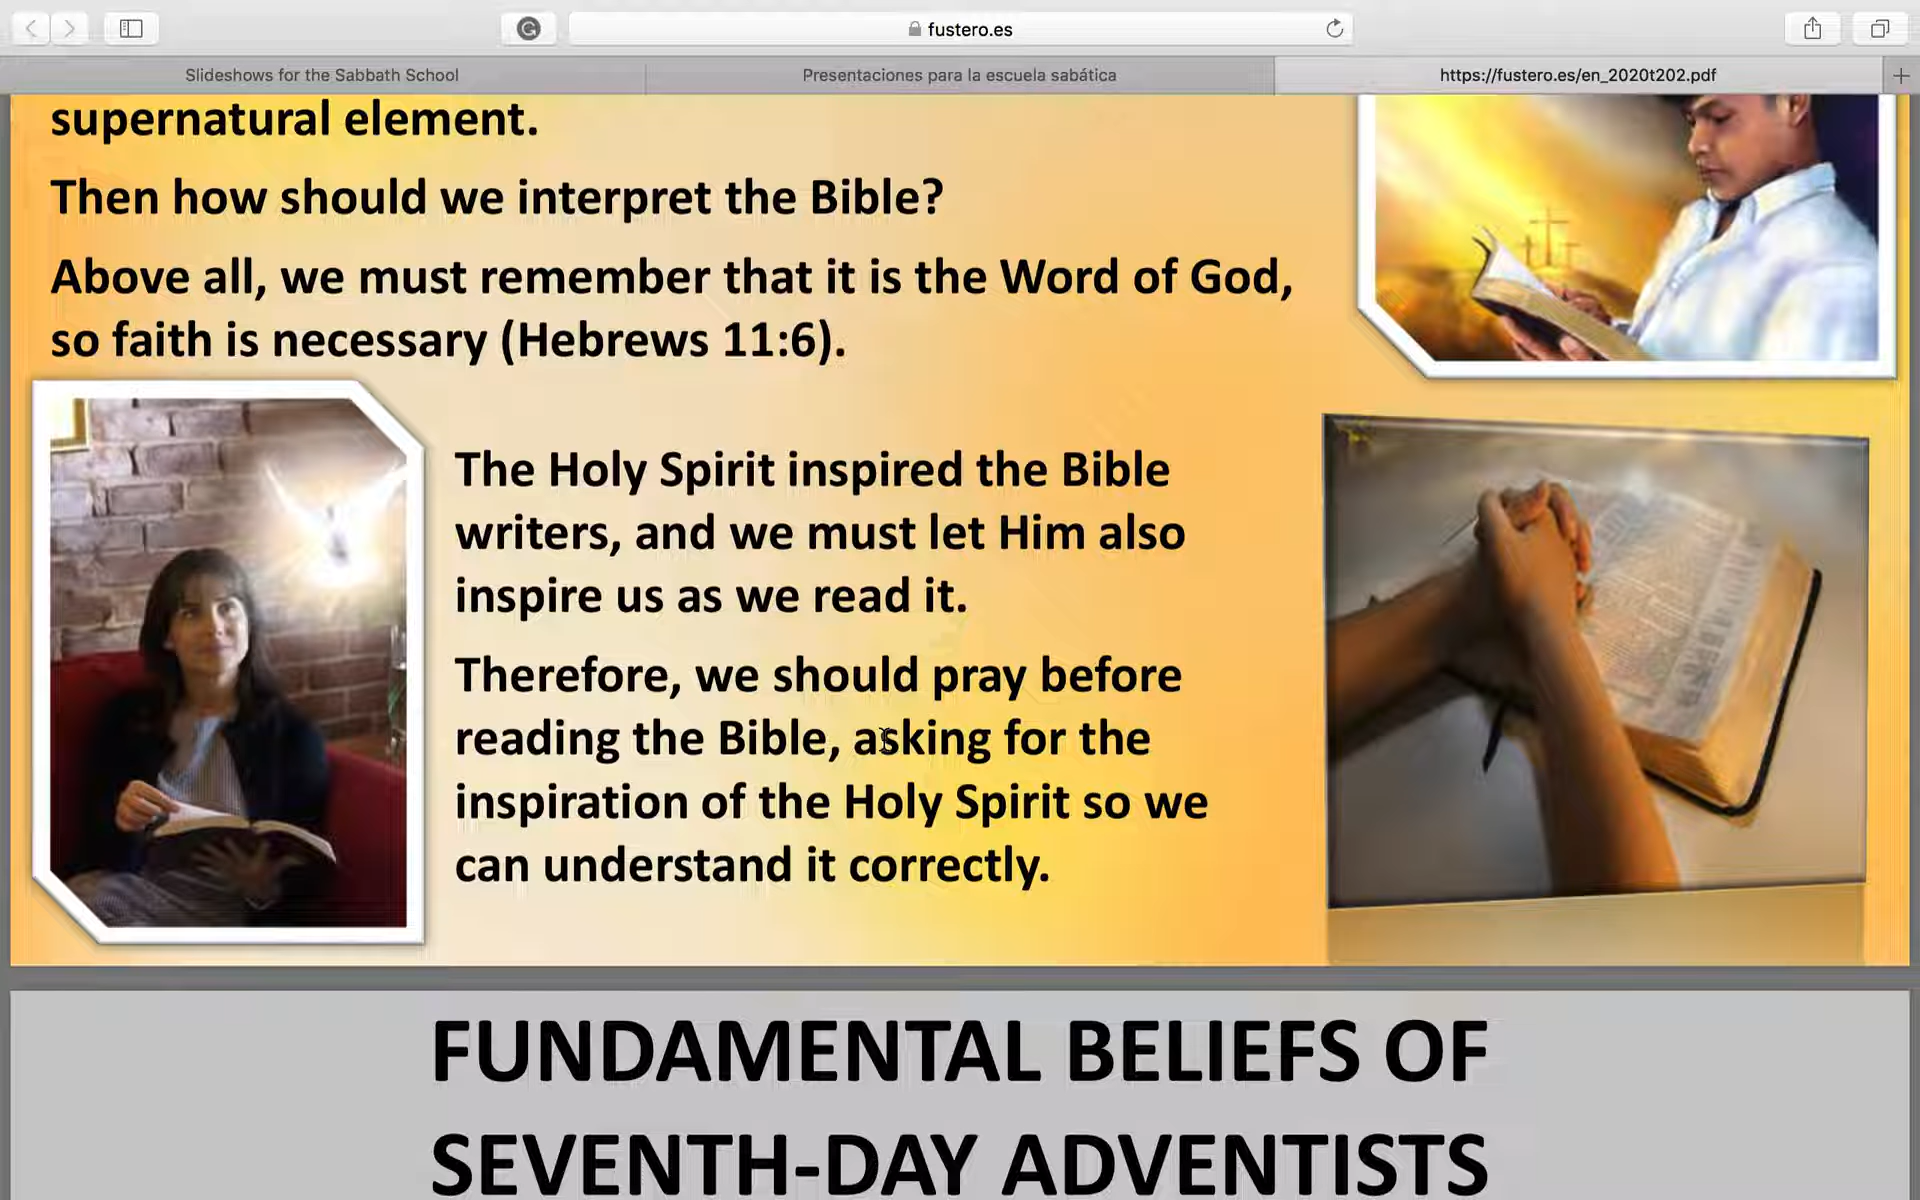 fustero.es
Slideshows for the Sabbath School
Presentaciones para la escuela sabática
https://fustero.es/en_2020t202.pdf
supernatural element.
Then how should we interpret the Bible?
Above all, we must remember that it is the Word of God,
so faith is necessary (Hebrews 11:6).
The Holy Spirit inspired the Bible
writers, and we must let Him also
inspire us as we read it.
Therefore, we should pray before
reading the Bible, asking for the
inspiration of the Holy Spirit so we
can understand it correctly.
FUNDAMENTAL BELIEFS OF
SEVENTH-DAY ADVENTISTS